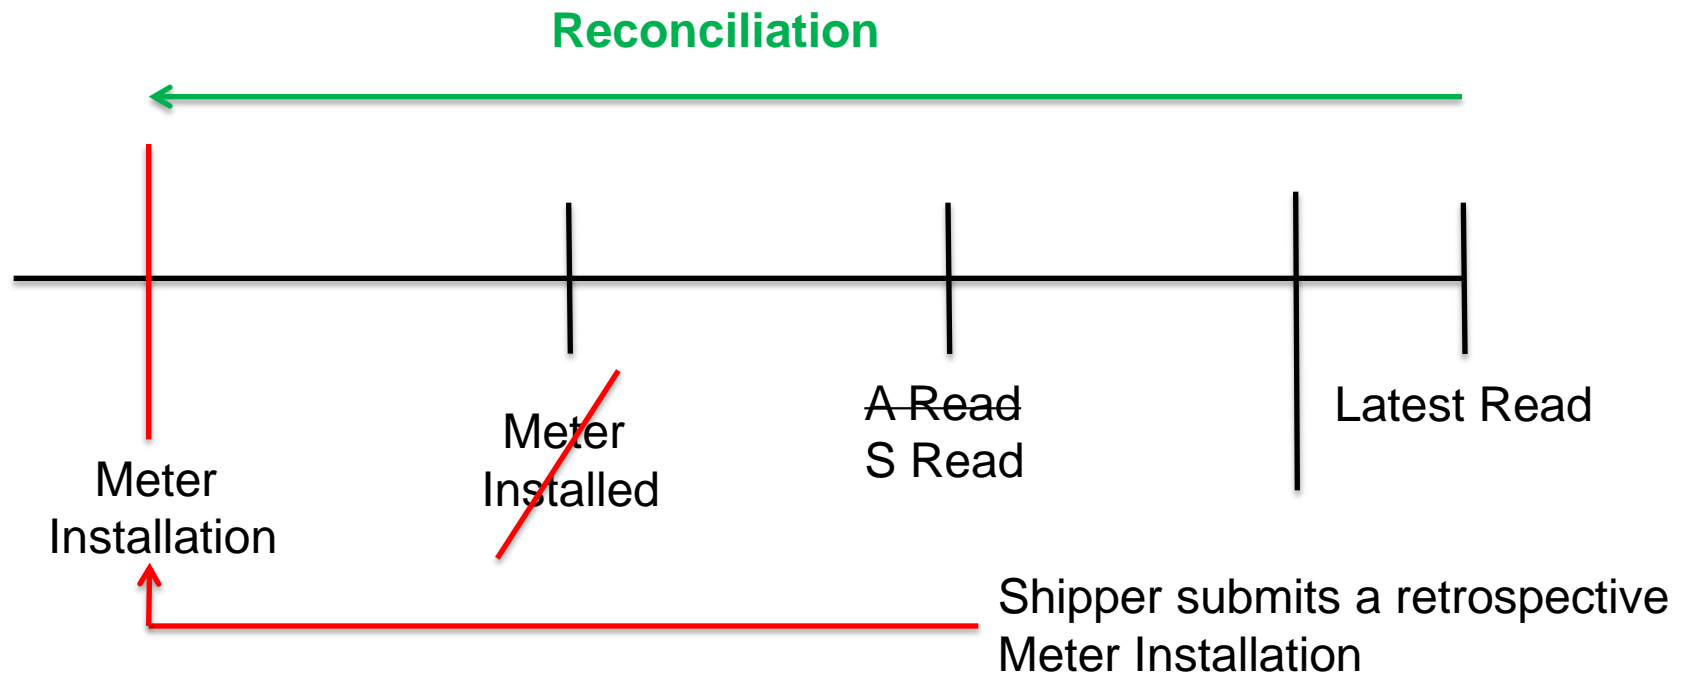 Reconciliation
Meter
Installation
Meter
Installed
A Read
S Read
Latest Read
Shipper submits a retrospective
Meter Installation